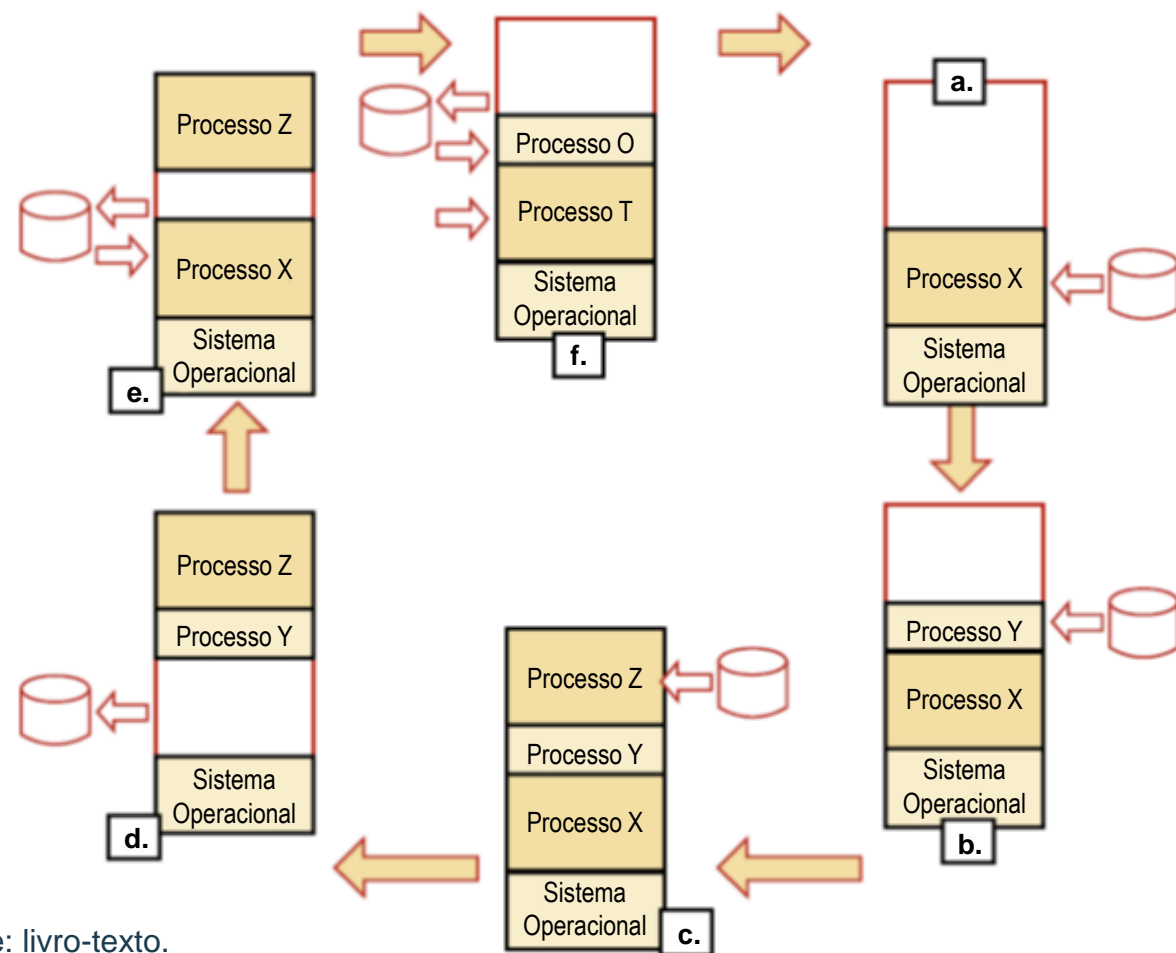 Processo Z
Processo X
Sistema
Operacional
e.
Processo O
Processo T
Sistema
Operacional
f.
a.
Processo X
Sistema
Operacional
Processo Z
Processo Y
Sistema
Operacional
d.
Processo Z
Processo Y
Processo X
Sistema
Operacional
c.
Processo Y
Processo X
Sistema
Operacional
b.
e: livro-texto.